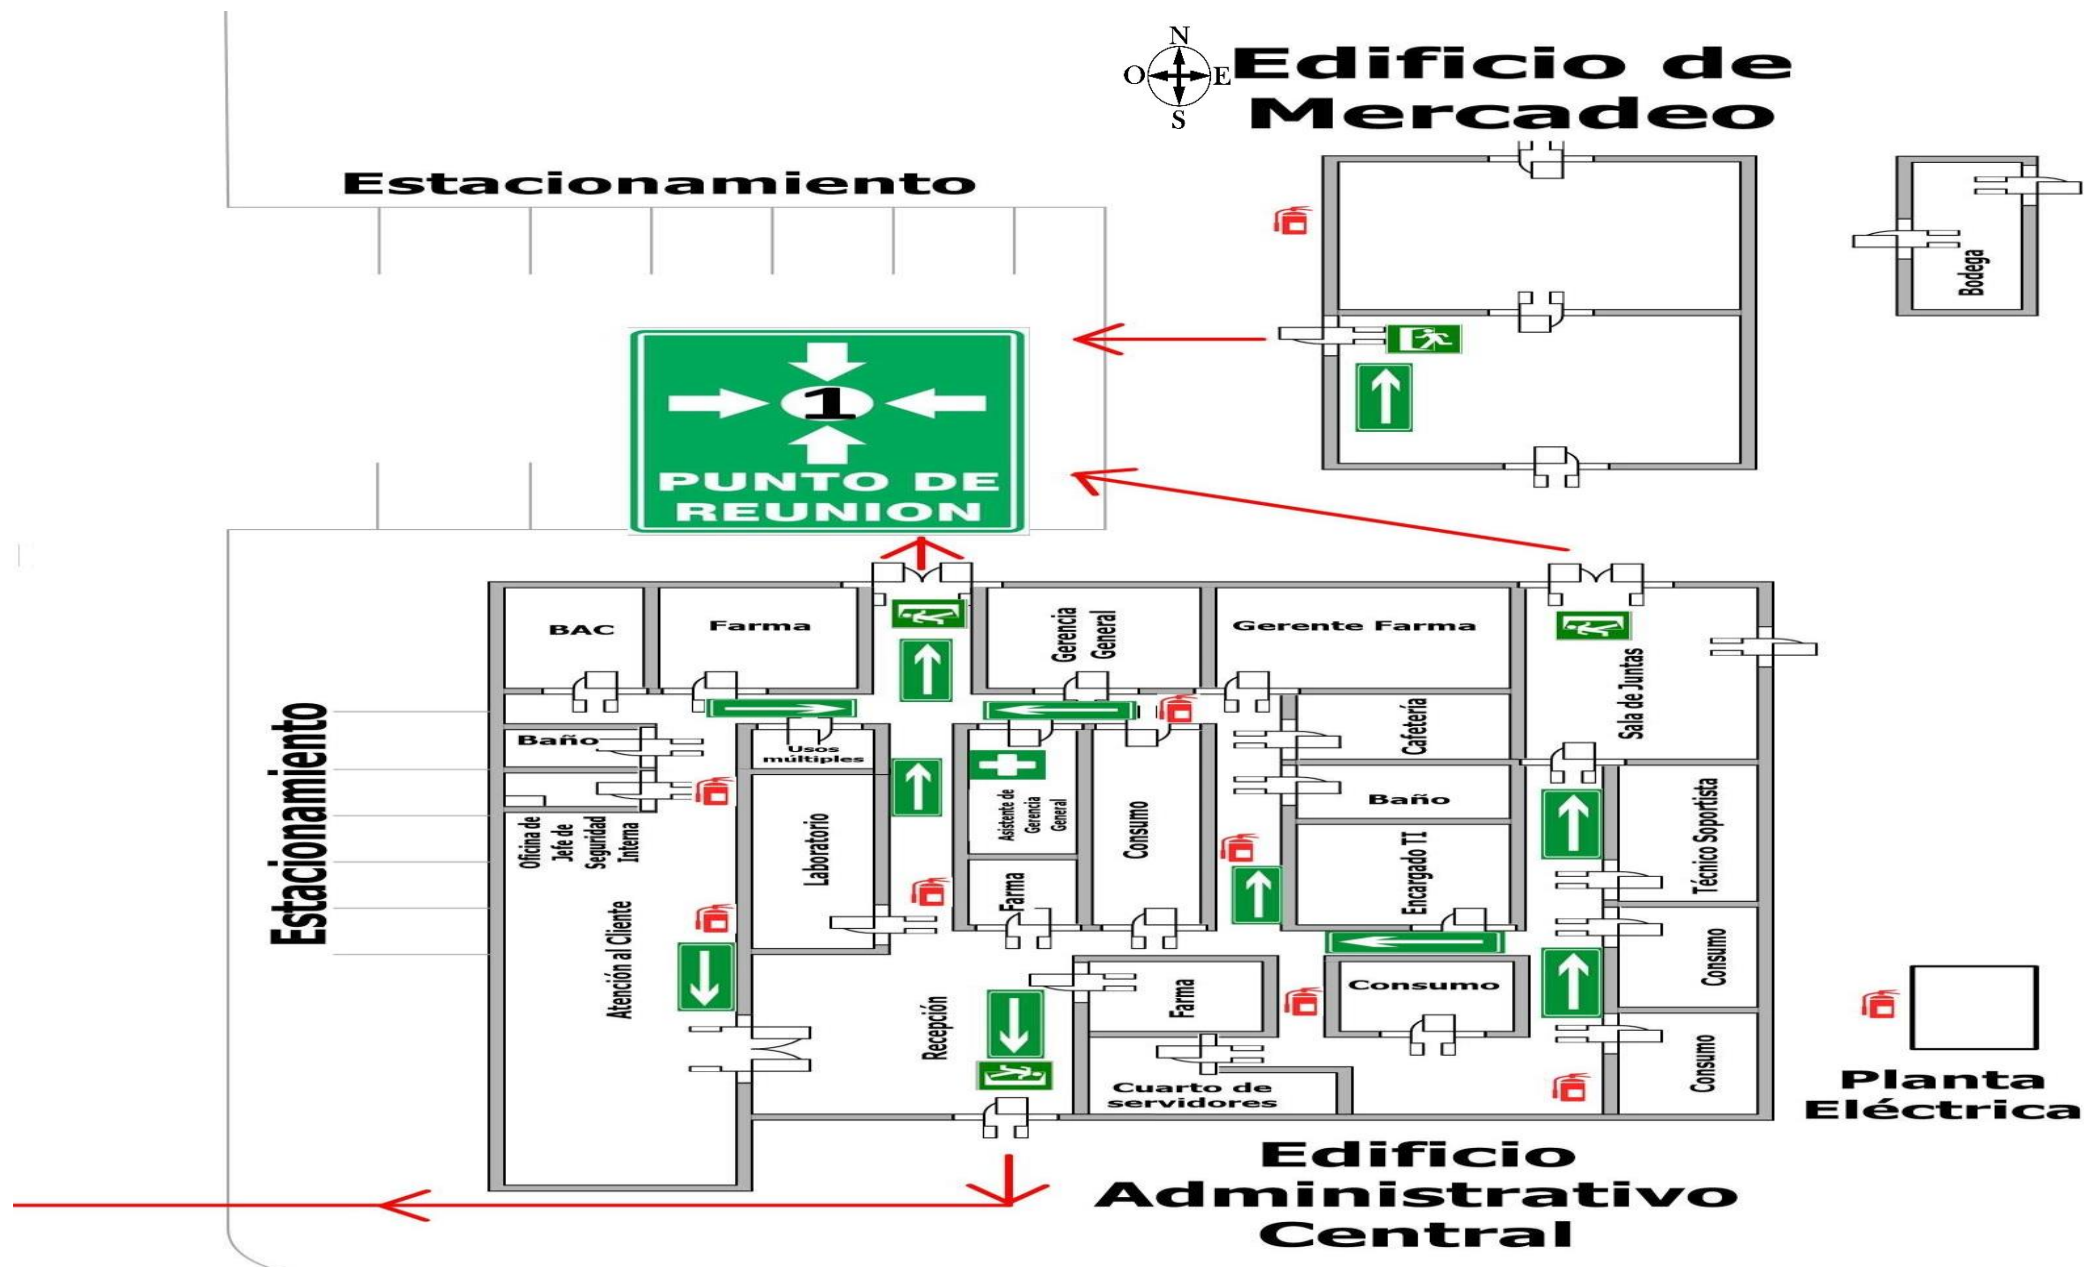 N
O
E
S
Edificio de
Mercadeo
Estacionamiento
Bodega
1
PUNTO DE
REUNION
BAC
Farma
Gerencia
General
Gerente Farma
Sala de Juntas
Estacionamiento
Baño
Usos
múltiples
Cafetería
Oficina de
Jefe de
Seguridad
Interna
Laboratorio
Asistente de
Gerencia
General
Consumo
Baño
Técnico Soportista
Farma
Encargado TI
Atención al Cliente
Recepción
Farma
Consumo
Consumo
Cuarto de
servidores
Consumo
Planta
Eléctrica
Edificio
Administrativo
Central